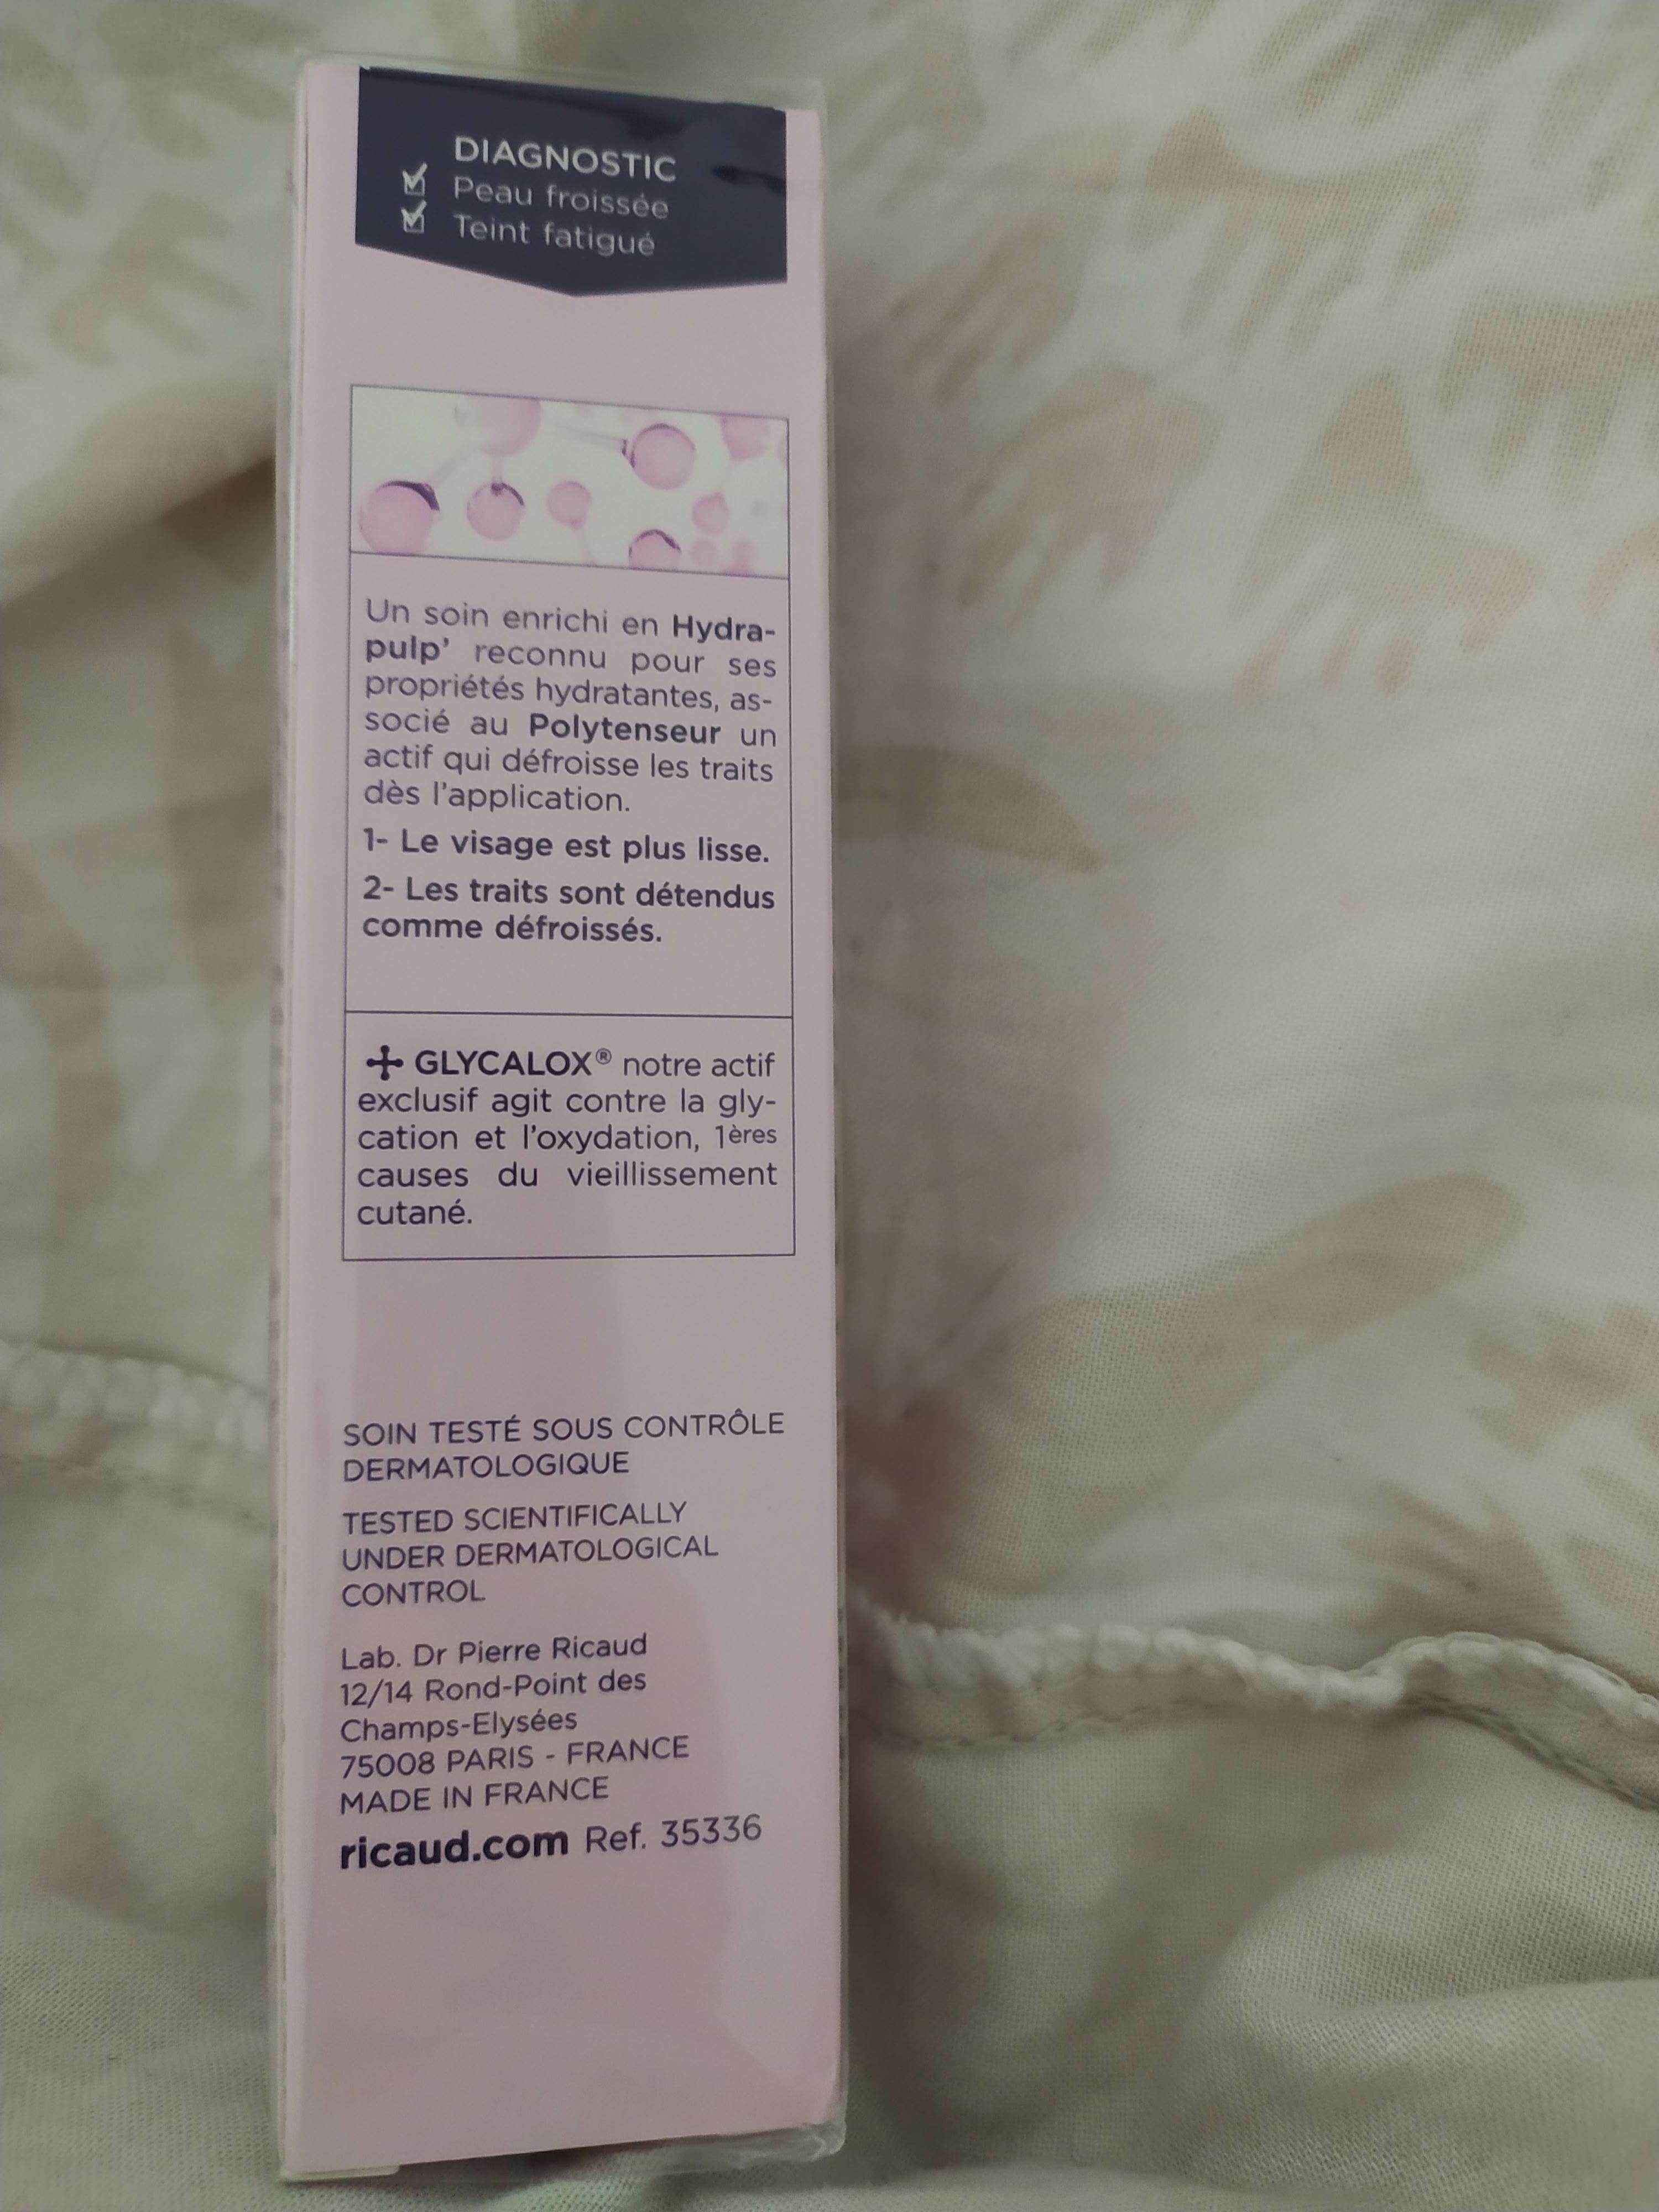 DIAGNOSTIC
Peau froissée
Teint fatigué
Un soin enrichi en Hydra-
pulp' reconnu pour ses
propriétés hydratantes, as-
socié au Polytenseur un
actif qui défroisse les traits
dès l'application.
1- Le visage est plus lisse.
2- Les traits sont détendus
comme défroissés.
GLYCALOX® notre actif
exclusif agit contre la gly-
cation et l'oxydation, 1ères
causes du vieillissement
cutané.
SOIN TESTÉ SOUS CONTRÔLE
DERMATOLOGIQUE
TESTED SCIENTIFICALLY
UNDER DERMATOLOGICAL
CONTROL
Lab. Dr Pierre Ricaud
12/14 Rond-Point des
Champs-Elysées
75008 PARIS - FRANCE
MADE IN FRANCE
ricaud.com Ref. 35336